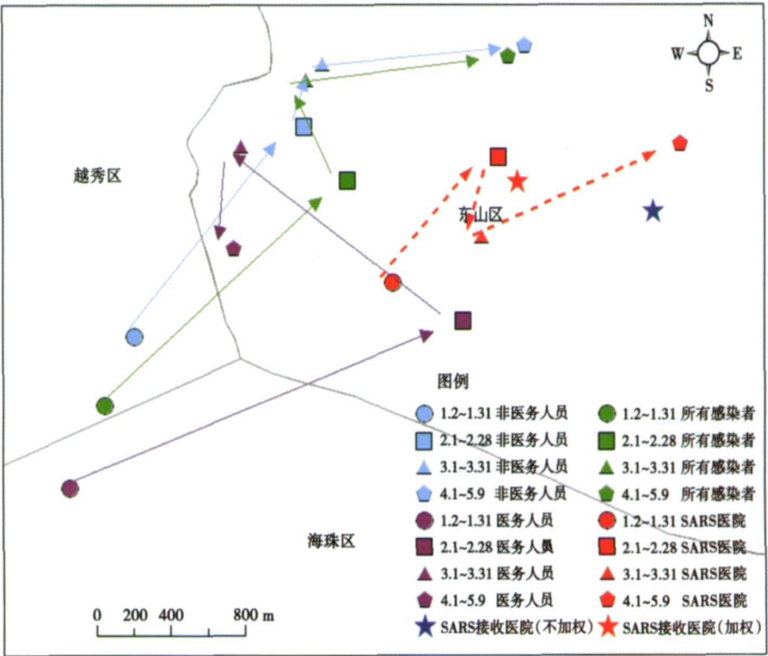 N
W E
S
越秀区
东山区
海珠区
图例
1.2~1.31 非医务人员 1.2~1.31 所有感染者
2.1~2.28 非医务人员 2.1~2.28 所有感染者
3.1~3.31 非医务人员 3.1~3.31 所有感染者
4.1~5.9 非医务人员 4.1~5.9 所有感染者
1.2~1.31 医务人员 1.2~1.31 SARS医院
2.1~2.28 医务人员 2.1~2.28 SARS医院
3.1~3.31 医务人员 3.1~3.31 SARS医院
4.1~5.9 医务人员 4.1~5.9 SARS医院
SARS接收医院(不加权) SARS接收医院(加权)
0 200 400 800 m